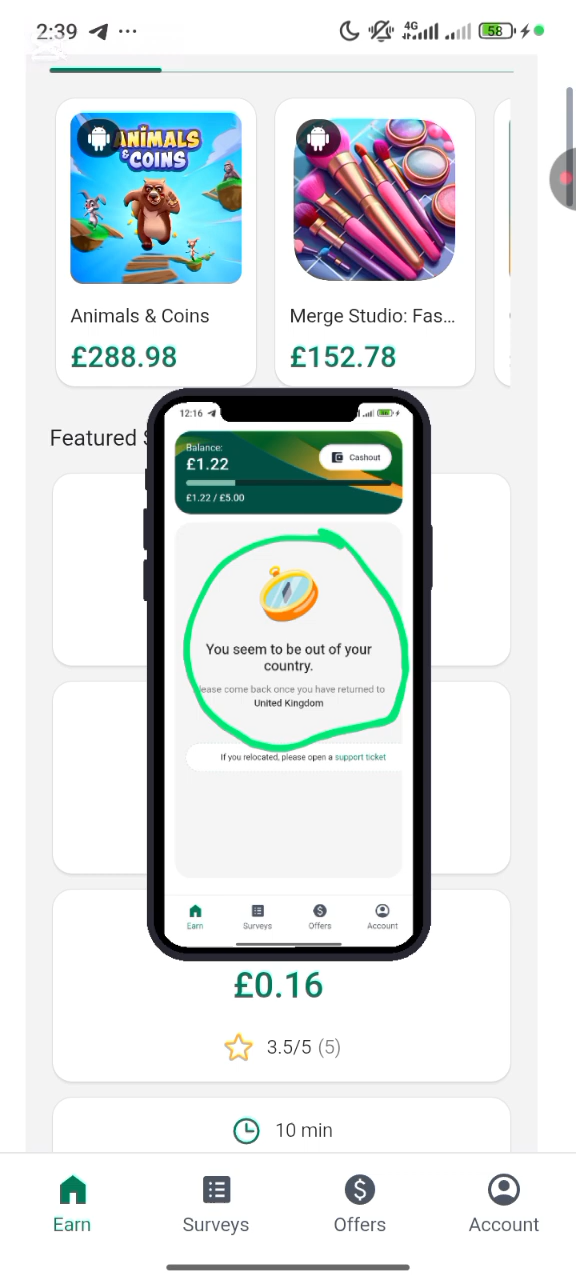 2:39
4G
58
ANIMALS
& COINS
Animals & Coins
£288.98
Merge Studio: Fas...
£152.78
Featured
12:16
Balance:
£1.22
Cashout
£1.22 / £5.00
You seem to be out of your
country.
lease come back once you have returned to
United Kingdom
If you relocated, please open a support ticket
Earn
Surveys
Offers
Account
£0.16
3.5/5 (5)
10 min
Earn
Surveys
Offers
Account